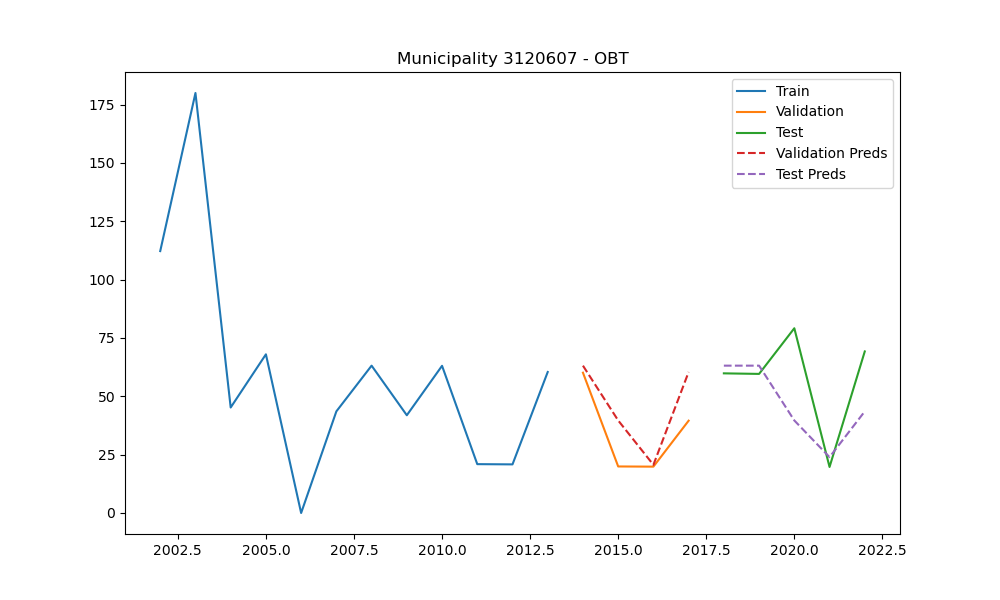 Municipality 3120607 - OBT
Train
Validation
Test
Validation Preds
Test Preds
175
150
125
100
75
50
25
0
2002.5 2005.0 2007.5 2010.0 2012.5 2015.0 2017.5 2020.0 2022.5